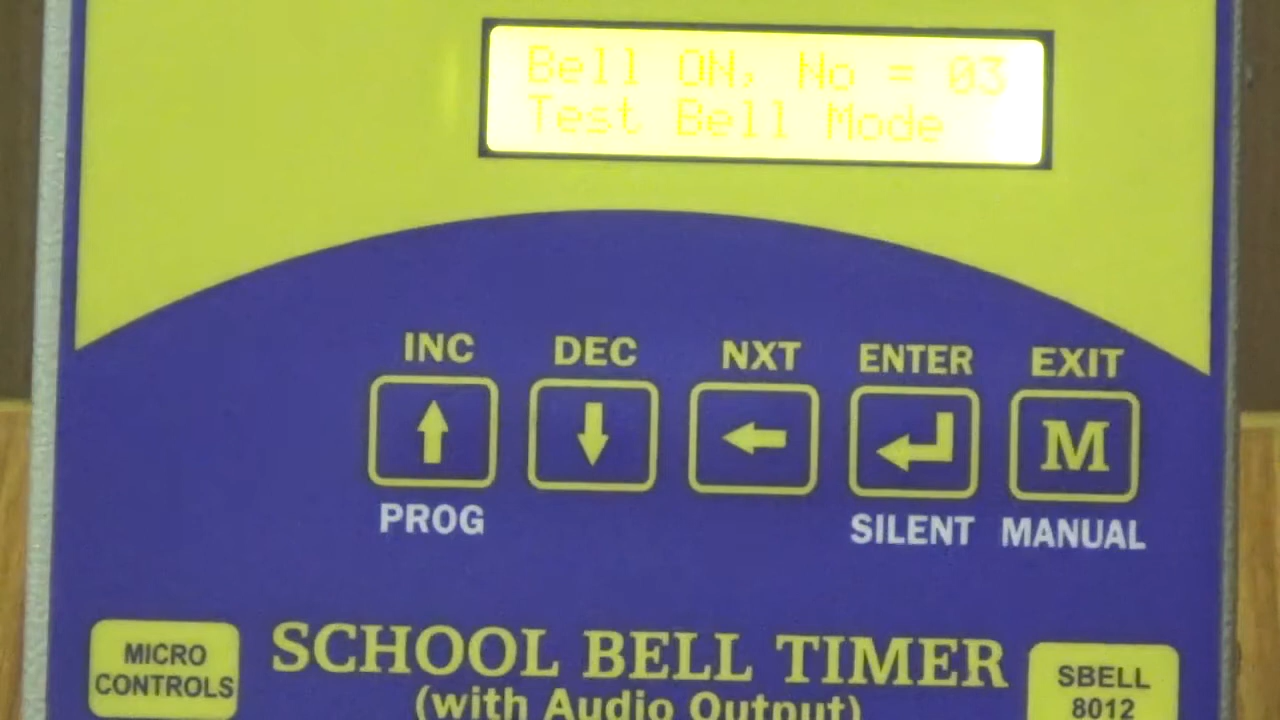 Bell ON, No = 03
Test Bell Mode
INC DEC NXT ENTER EXIT
M
PROG SILENT MANUAL
MICRO
CONTROLS
SCHOOL BELL TIMER
(with Audio Output)
SBELL
8012